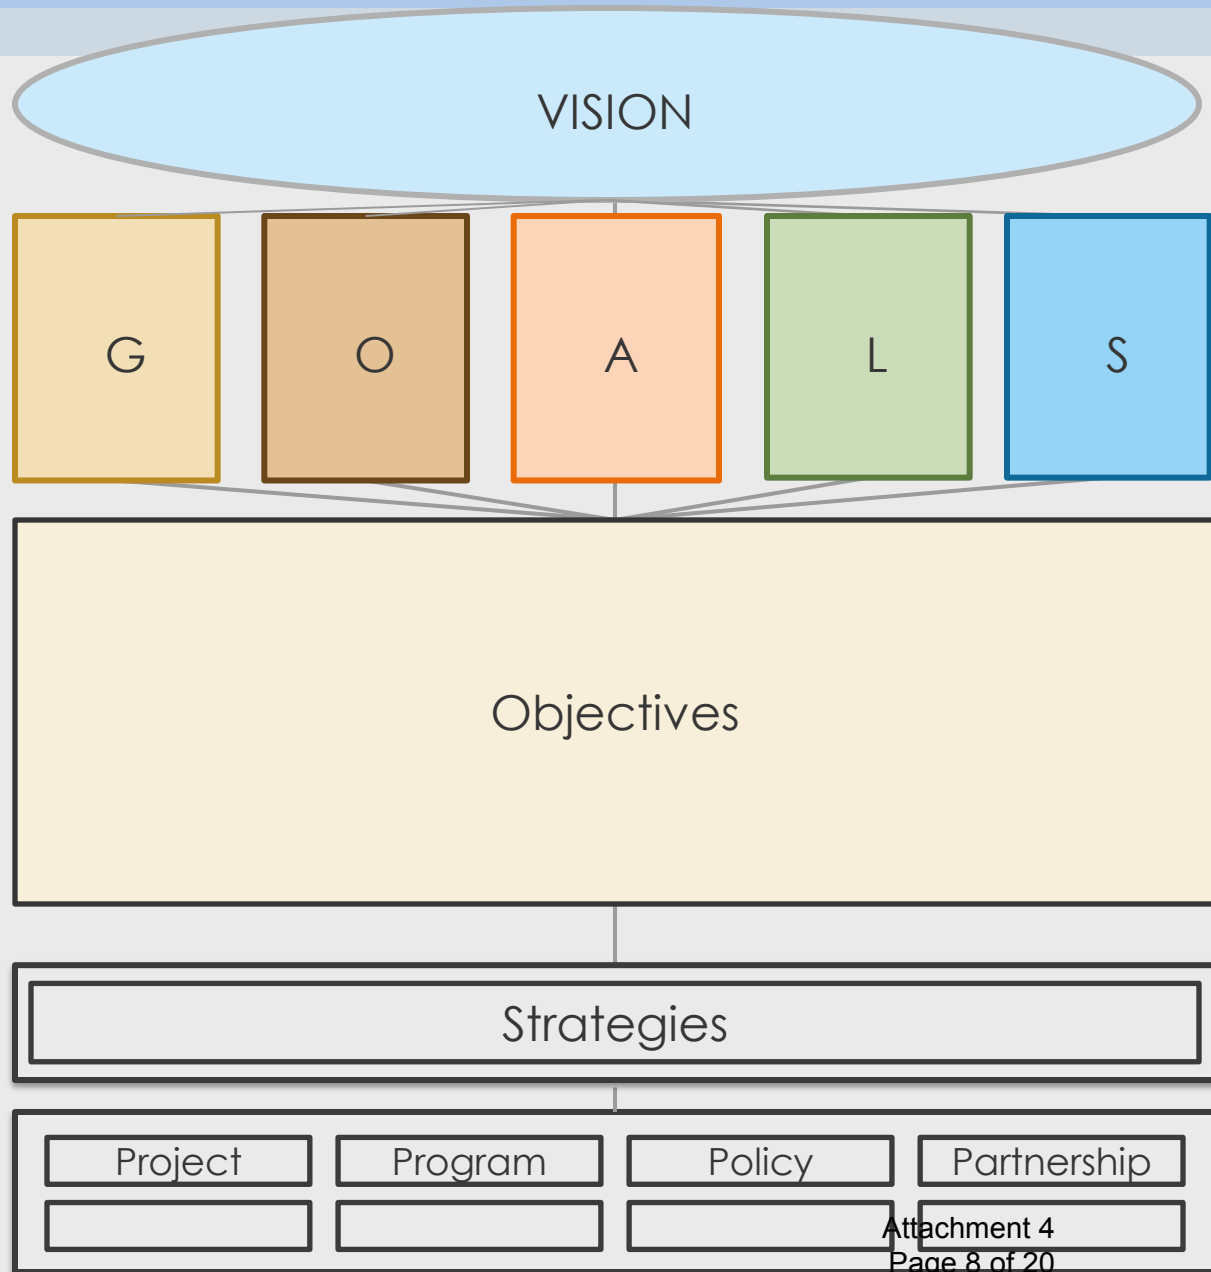 VISION
G O A L S
Objectives
Strategies
Project Program Policy Partnership
Attachment 4
Page 8 of 20